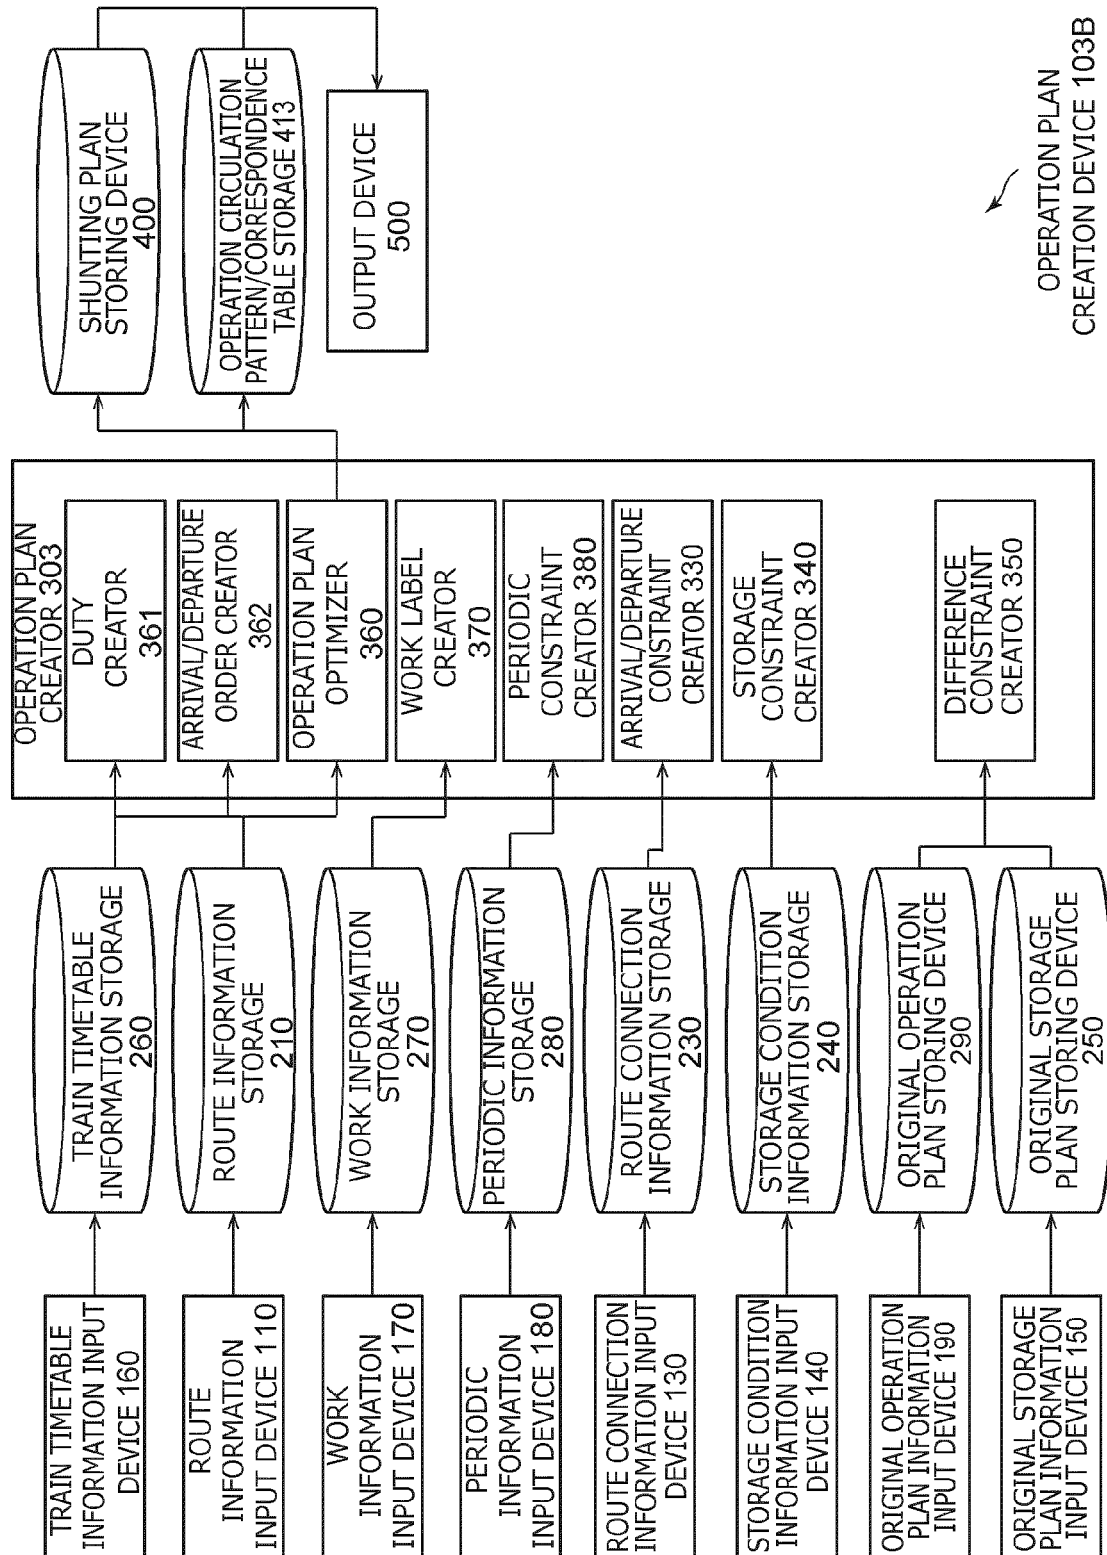 TRAIN TIMETABLE
INFORMATION INPUT
DEVICE 160
ROUTE
INFORMATION
INPUT DEVICE 110
WORK
INFORMATION
INPUT DEVICE 170
PERIODIC
INFORMATION
INPUT DEVICE 180
ROUTE CONNECTION
INFORMATION INPUT
DEVICE 130
STORAGE CONDITION
INFORMATION INPUT
DEVICE 140
ORIGINAL OPERATION
PLAN INFORMATION
INPUT DEVICE 190
ORIGINAL STORAGE
PLAN INFORMATION
INPUT DEVICE 150
TRAIN TIMETABLE
INFORMATION STORAGE
260
ROUTE INFORMATION
STORAGE
210
WORK INFORMATION
STORAGE
270
PERIODIC INFORMATION
STORAGE
280
ROUTE CONNECTION
INFORMATION STORAGE
230
STORAGE CONDITION
INFORMATION STORAGE
240
ORIGINAL OPERATION
PLAN STORING DEVICE
290
ORIGINAL STORAGE
PLAN STORING DEVICE
250
OPERATION PLAN
CREATOR 303
DUTY
CREATOR
361
ARRIVAL/DEPARTURE
ORDER CREATOR
362
OPERATION PLAN
OPTIMIZER
360
WORK LABEL
CREATOR
370
PERIODIC
CONSTRAINT
CREATOR 380
ARRIVAL/DEPARTURE
CONSTRAINT
CREATOR 330
STORAGE
CONSTRAINT
CREATOR 340
DIFFERENCE
CONSTRAINT
CREATOR 350
SHUNTING PLAN
STORING DEVICE
400
OPERATION CIRCULATION
PATTERN/CORRESPONDENCE
TABLE STORAGE 413
OUTPUT DEVICE
500
OPERATION PLAN
CREATION DEVICE 103B